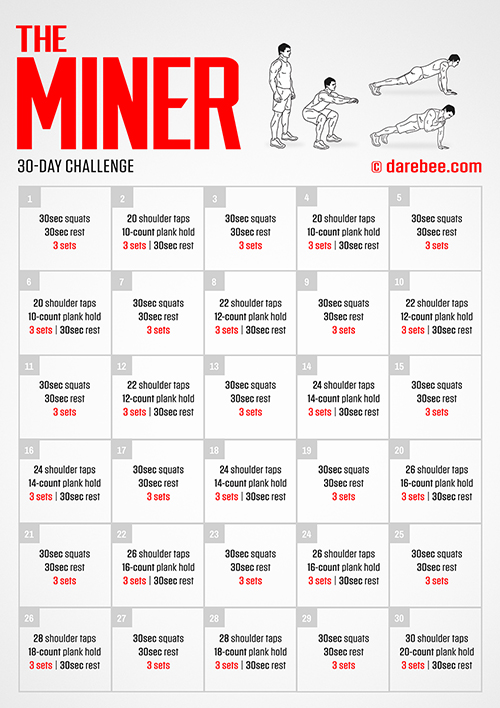 THE
MINER
30-DAY CHALLENGE
© darebee.com
1
30sec squats
30sec rest
3 sets
2
20 shoulder taps
10-count plank hold
3 sets | 30sec rest
3
30sec squats
30sec rest
3 sets
4
20 shoulder taps
10-count plank hold
3 sets | 30sec rest
5
30sec squats
30sec rest
3 sets
6
20 shoulder taps
10-count plank hold
3 sets | 30sec rest
7
30sec squats
30sec rest
3 sets
8
22 shoulder taps
12-count plank hold
3 sets | 30sec rest
9
30sec squats
30sec rest
3 sets
10
22 shoulder taps
12-count plank hold
3 sets | 30sec rest
11
30sec squats
30sec rest
3 sets
12
22 shoulder taps
12-count plank hold
3 sets | 30sec rest
13
30sec squats
30sec rest
3 sets
14
24 shoulder taps
14-count plank hold
3 sets | 30sec rest
15
30sec squats
30sec rest
3 sets
16
24 shoulder taps
14-count plank hold
3 sets | 30sec rest
17
30sec squats
30sec rest
3 sets
18
24 shoulder taps
14-count plank hold
3 sets | 30sec rest
19
30sec squats
30sec rest
3 sets
20
26 shoulder taps
16-count plank hold
3 sets | 30sec rest
21
30sec squats
30sec rest
3 sets
22
26 shoulder taps
16-count plank hold
3 sets | 30sec rest
23
30sec squats
30sec rest
3 sets
24
26 shoulder taps
16-count plank hold
3 sets | 30sec rest
25
30sec squats
30sec rest
3 sets
26
28 shoulder taps
18-count plank hold
3 sets | 30sec rest
27
30sec squats
30sec rest
3 sets
28
28 shoulder taps
18-count plank hold
3 sets | 30sec rest
29
30sec squats
30sec rest
3 sets
30
30 shoulder taps
20-count plank hold
3 sets | 30sec rest